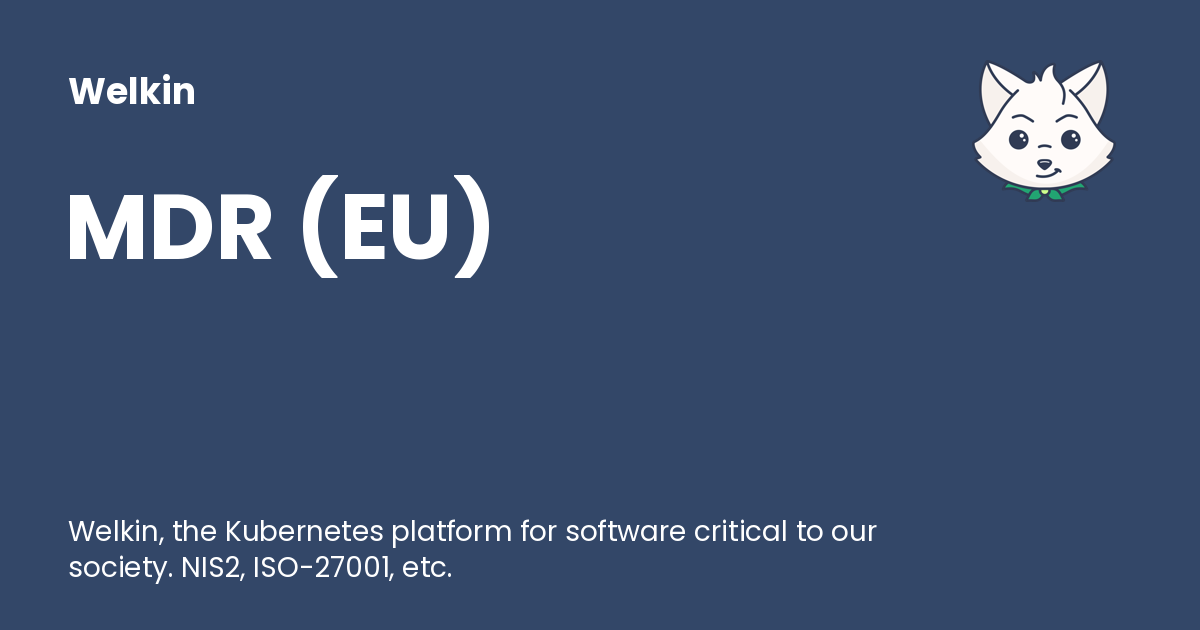 Welkin
MDR (EU)
Welkin, the Kubernetes platform for software critical to our
society. NIS2, ISO-27001, etc.